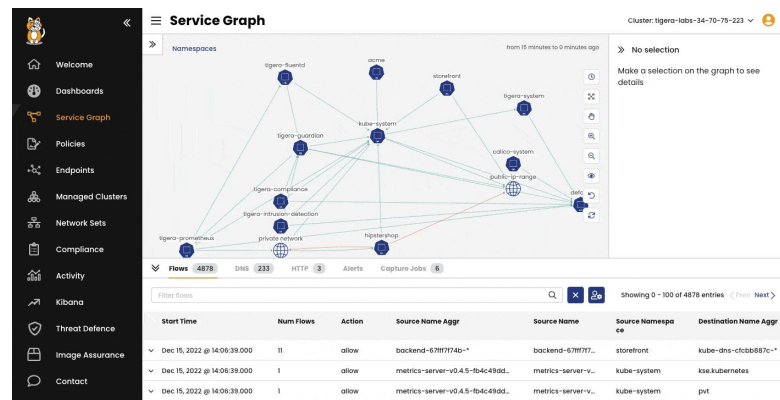 Service Graph
Cluster: tigera-labs-34-70-75-223
Welcome
Dashboards
Service Graph
Policies
Endpoints
Managed Clusters
Network Sets
Compliance
Activity
Kibana
Threat Defence
Image Assurance
Contact
Namespaces
from 15 minutes to 0 minutes ago
tigera-fluentd
acme
storefront
tigera-system
kube-system
tigera-guardian
calico-system
public-ip-range
tigera-compliance
tigera-intrusion-detection
tigera-prometheus
private network
hipstershop
No selection
Make a selection on the graph to see
details
Flows 4878 DNS 233 HTTP 3 Alerts Capture Jobs 6
Filter flows
Showing 0 - 100 of 4878 entries Prev Next
Start Time Num Flows Action Source Name Aggr Source Name Source Namespa
ce Destination Name Aggr
Dec 15, 2022 @ 14:06:39.000 11 allow backend-67fff7f74b-* backend-67fff7f7... storefront kube-dns-cfcbb887c-*
Dec 15, 2022 @ 14:06:39.000 1 allow metrics-server-v0.4.5-fb4c49dd... metrics-server-v... kube-system kse.kubernetes
Dec 15, 2022 @ 14:06:39.000 1 allow metrics-server-v0.4.5-fb4c49dd... metrics-server-v... kube-system pvt